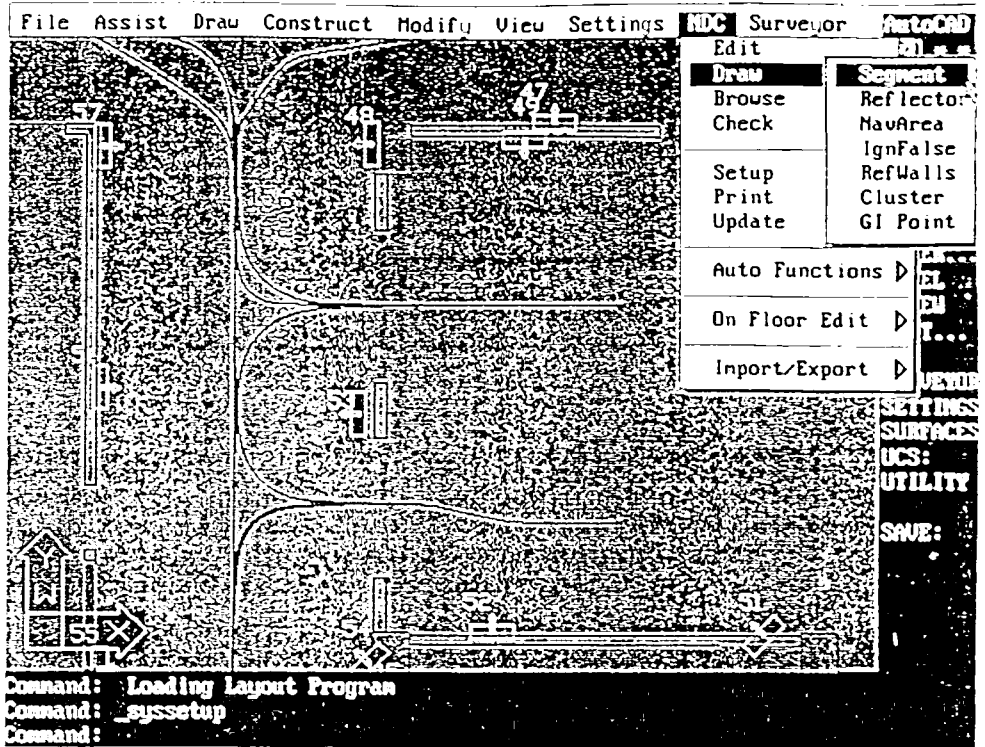 File Assist Draw Construct Modify View Settings NDC Surveyor AutoCAD
Edit
Draw
Browse
Check
Setup
Print
Update
Auto Functions
On Floor Edit
Import/Export
Segment
Reflector
NavArea
IgnFalse
RefWalls
Cluster
GI Point
SETTINGS
SURFACES
UCS:
UTILITY
SAVE:
57
48
47
52
51
55
Y
W
X
Command: Loading Layout Program
Command: _syssetup
Command: